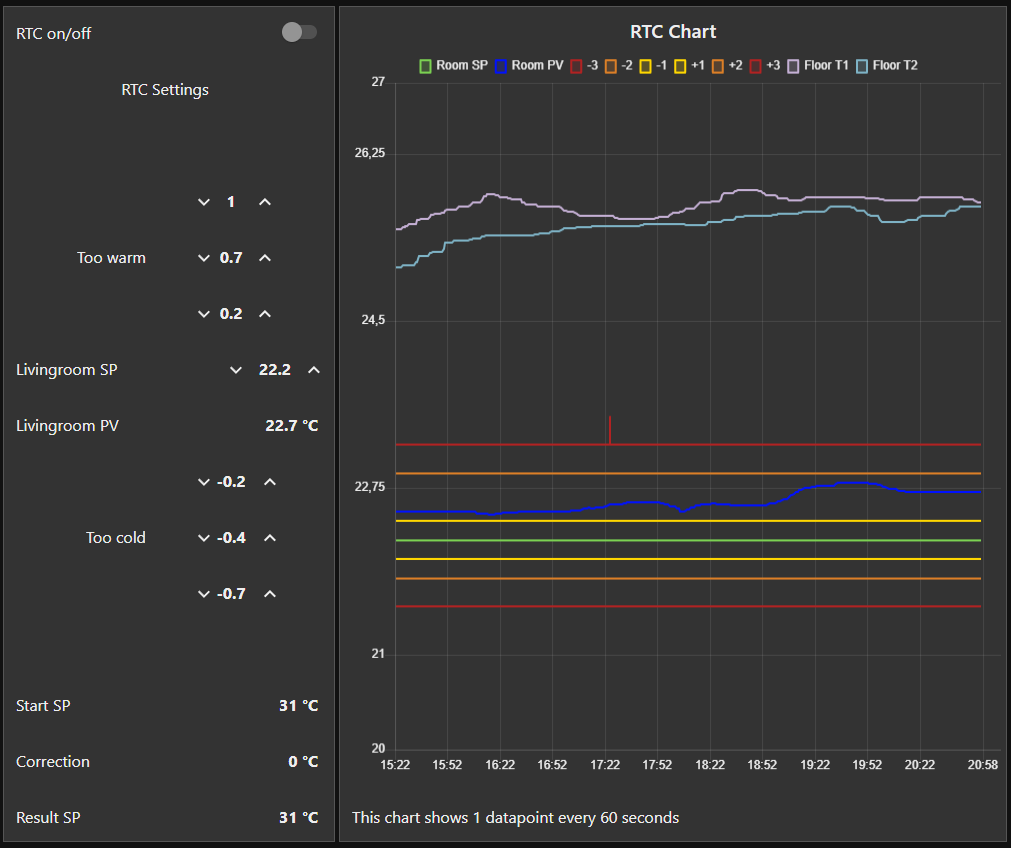 RTC on/off
RTC Settings
1
Too warm 0.7
0.2
Livingroom SP 22.2
Livingroom PV 22.7 °C
-0.2
Too cold -0.4
-0.7
Start SP 31 °C
Correction 0 °C
Result SP 31 °C
RTC Chart
Room SP Room PV -3 -2 -1 +1 +2 +3 Floor T1 Floor T2
27
26,25
24,5
22,75
21
20
15:22 15:52 16:22 16:52 17:22 17:52 18:22 18:52 19:22 19:52 20:22 20:58
This chart shows 1 datapoint every 60 seconds